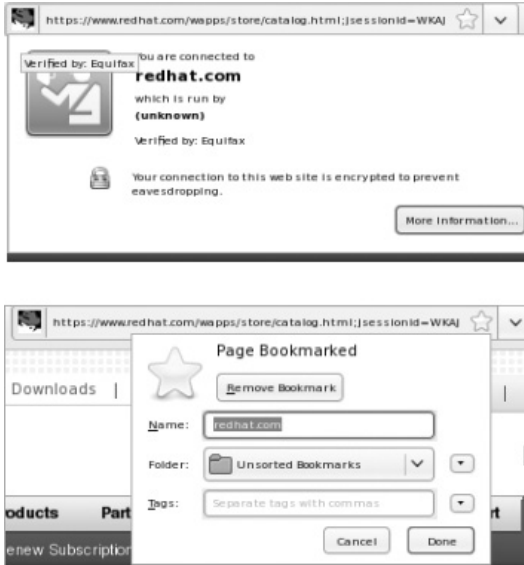 https://www.redhat.com/wapps/store/catalog.html;jsessionid=WKAJ
Verified by: Equifax
You are connected to
redhat.com
which is run by
(unknown)
Verified by: Equifax
Your connection to this web site is encrypted to prevent
eavesdropping.
More Information...
https://www.redhat.com/wapps/store/catalog.html;jsessionid=WKAJ
Page Bookmarked
Downloads |
Remove Bookmark
|
Name: redhat.com
Folder: Unsorted Bookmarks
Tags: Separate tags with commas
oducts Part rt
Cancel Done
enew Subscription